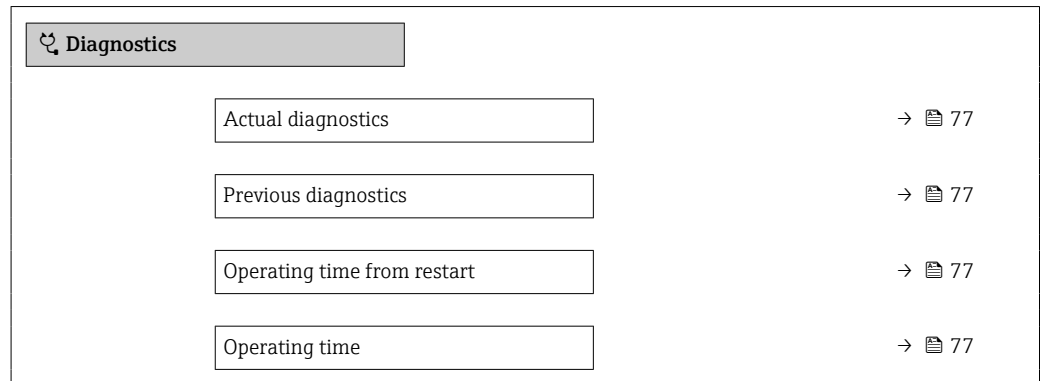 Diagnostics
Actual diagnostics → 77
Previous diagnostics → 77
Operating time from restart → 77
Operating time → 77